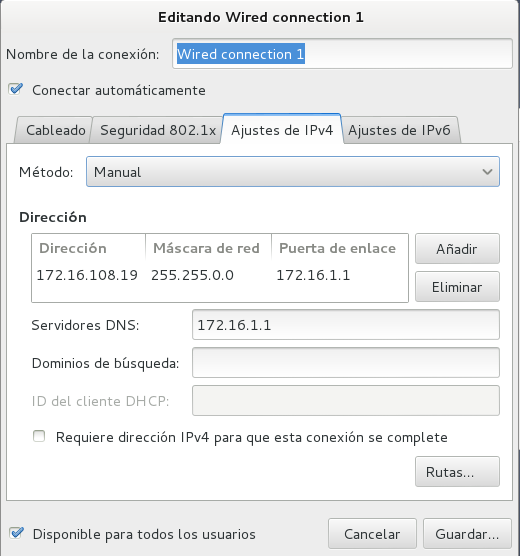 Editando Wired connection 1
Nombre de la conexión: Wired connection 1
Conectar automáticamente
Cableado Seguridad 802.1x Ajustes de IPv4 Ajustes de IPv6
Método: Manual
Dirección
Dirección Máscara de red Puerta de enlace Añadir
172.16.108.19 255.255.0.0 172.16.1.1
Eliminar
Servidores DNS: 172.16.1.1
Dominios de búsqueda:
ID del cliente DHCP:
Requiere dirección IPv4 para que esta conexión se complete
Rutas...
Disponible para todos los usuarios Cancelar Guardar...